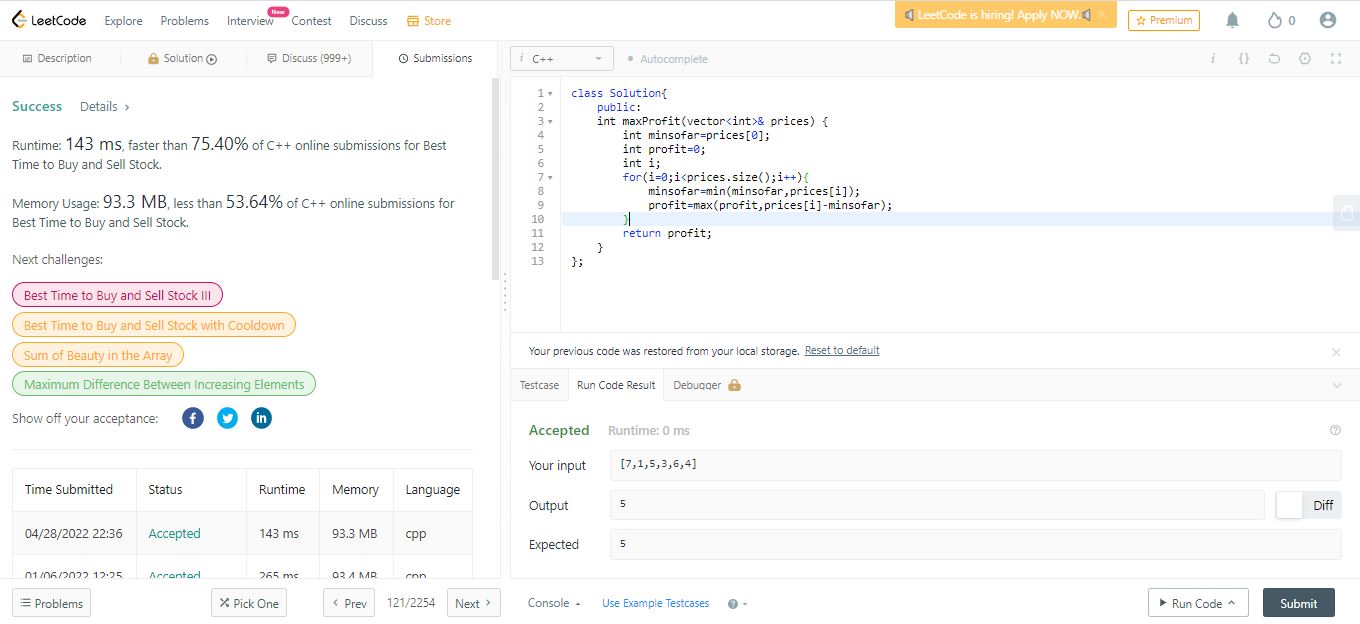 LeetCode Explore Problems Interview New Contest Discuss Store LeetCode is hiring! Apply NOW. × Premium 0
Description Solution Discuss (999+) Submissions
Success Details >
Runtime: 143 ms, faster than 75.40% of C++ online submissions for Best
Time to Buy and Sell Stock.
Memory Usage: 93.3 MB, less than 53.64% of C++ online submissions for
Best Time to Buy and Sell Stock.
Next challenges:
Best Time to Buy and Sell Stock III
Best Time to Buy and Sell Stock with Cooldown
Sum of Beauty in the Array
Maximum Difference Between Increasing Elements
Show off your acceptance:
Time Submitted Status Runtime Memory Language
04/28/2022 22:36 Accepted 143 ms 93.3 MB cpp
01/06/2022 12:25 Accepted 265 ms 93.4 MB cpp
Problems Pick One < Prev 121/2254 Next >
i C++ Autocomplete i {}
1 class Solution{
2 public:
3 int maxProfit(vector<int>& prices) {
4 int minsofar=prices[0];
5 int profit=0;
6 int i;
7 for(i=0;i<prices.size();i++){
8 minsofar=min(minsofar,prices[i]);
9 profit=max(profit,prices[i]-minsofar);
10 }
11 return profit;
12 }
13 };
Your previous code was restored from your local storage. Reset to default ×
Testcase Run Code Result Debugger
Accepted Runtime: 0 ms
Your input [7,1,5,3,6,4]
Output 5 Diff
Expected 5
Console Use Example Testcases ? Run Code Submit